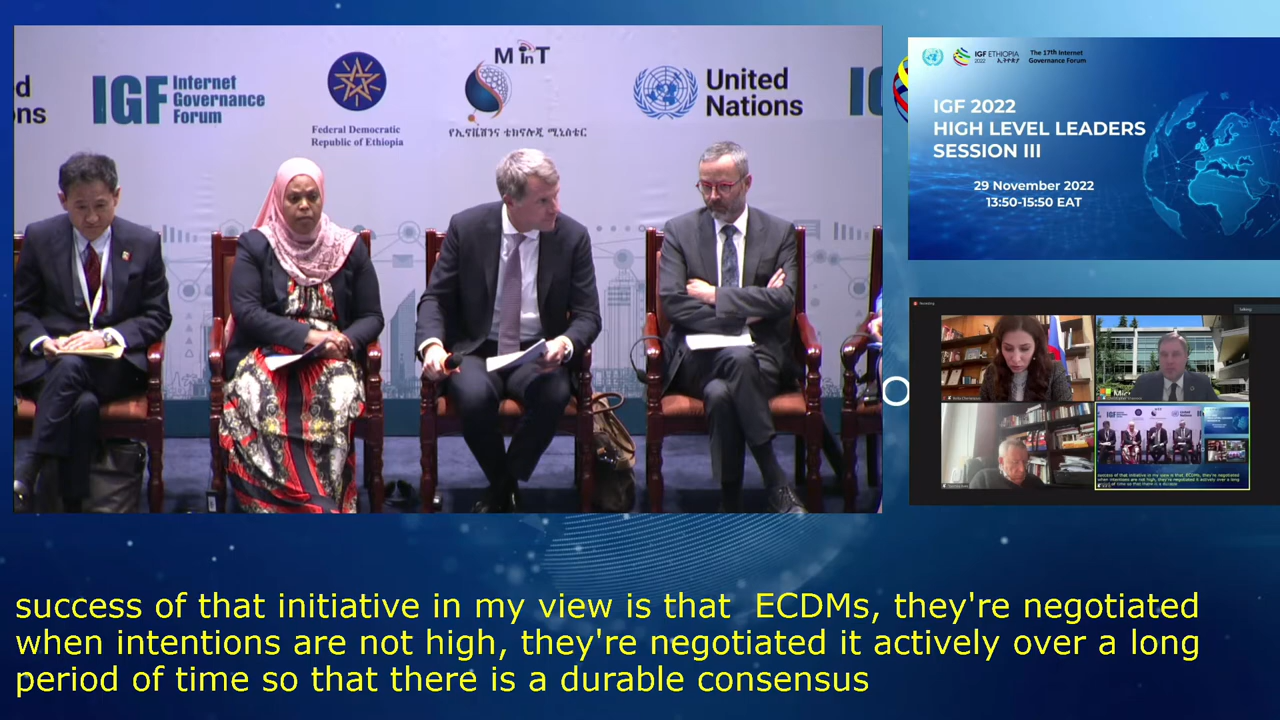 d
ns
IGF Internet
Governance
Forum
Federal Democratic
Republic of Ethiopia
MinT
የኢኖቬሽንና ቴክኖሎጂ ሚኒስቴር
United
Nations
IG
IGF ETHIOPIA
2022 ኢትዮጵያ
The 17th Internet
Governance Forum
IGF 2022
HIGH LEVEL LEADERS
SESSION III
29 November 2022
13:50-15:50 EAT
O
success of that initiative in my view is that ECDMs, they're negotiated
when intentions are not high, they're negotiated it actively over a long
period of time so that there is a durable consensus